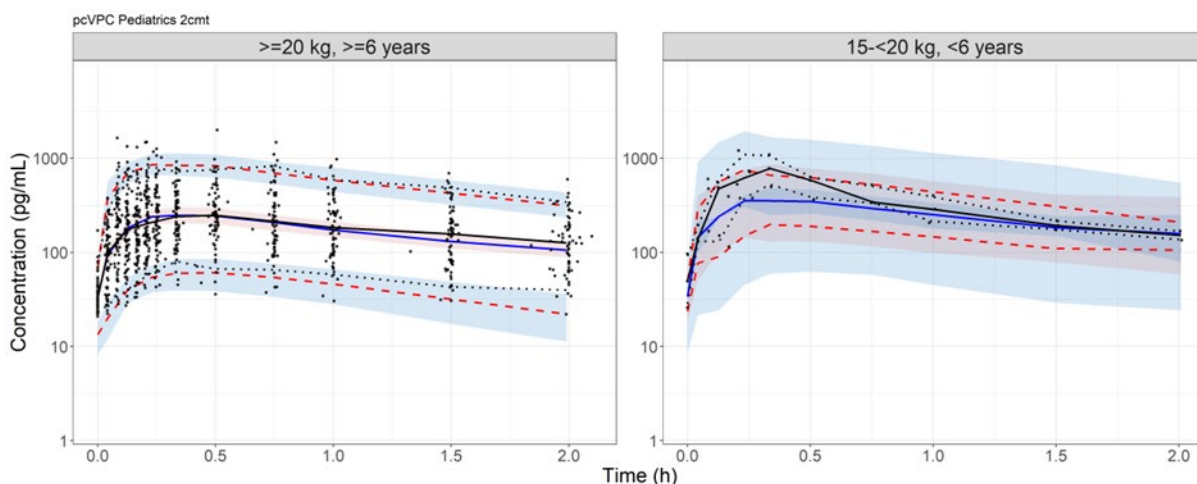 pcVPC Pediatrics 2cmt
>=20 kg, >=6 years
15-<20 kg, <6 years
Concentration (pg/mL)
1000
100
10
1
0.0 0.5 1.0 1.5 2.0
0.0 0.5 1.0 1.5 2.0
1000
100
10
1
Time (h)